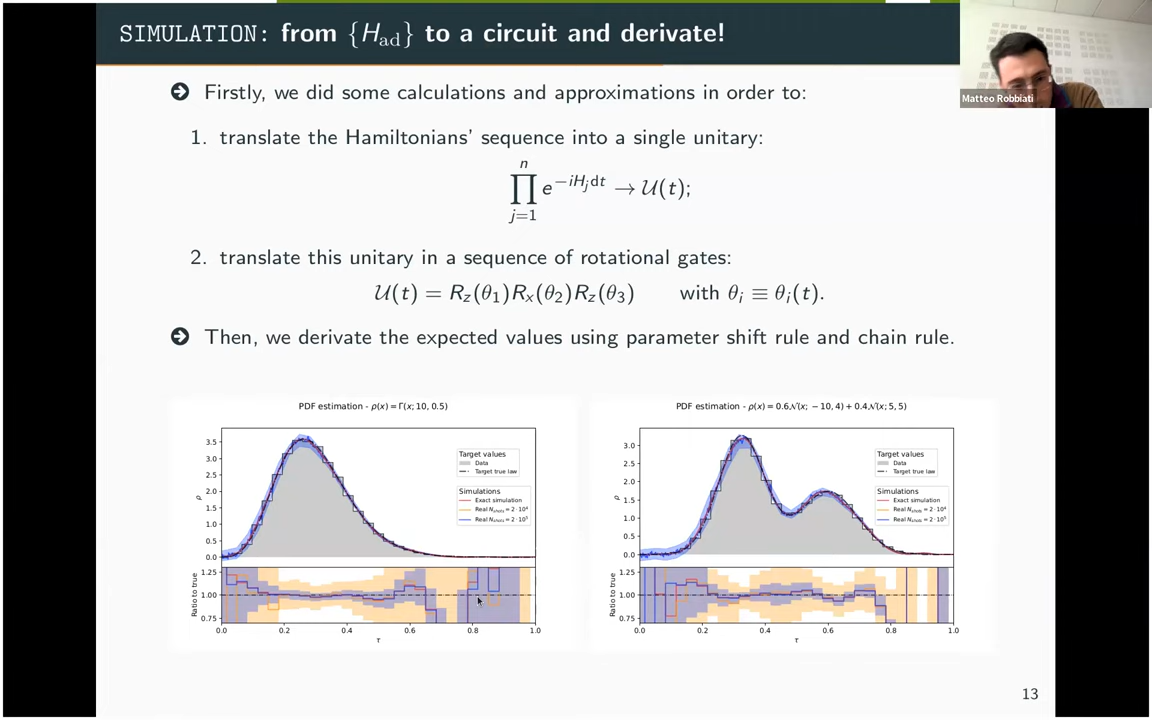 SIMULATION: from {H_ad} to a circuit and derivate!
Matteo Robbiati
Firstly, we did some calculations and approximations in order to:
1. translate the Hamiltonians' sequence into a single unitary:
∏_{j=1}^{n} e^{−iH_j dt} → 𝒰(t);
2. translate this unitary in a sequence of rotational gates:
𝒰(t) = R_z(θ_1)R_x(θ_2)R_z(θ_3) with θ_i ≡ θ_i(t).
Then, we derivate the expected values using parameter shift rule and chain rule.
PDF estimation - ρ(x) = Γ(x; 10, 0.5)
3.5
3.0
2.5
2.0
1.5
1.0
0.5
0.0
ρ
Target values
Data
Target true law
Simulations
Exact simulation
Real N_shots = 2 · 10⁴
Real N_shots = 2 · 10⁵
1.25
1.00
0.75
Ratio to true
0.0 0.2 0.4 0.6 0.8 1.0
τ
PDF estimation - ρ(x) = 0.6𝒩(x; −10, 4) + 0.4𝒩(x; 5, 5)
3.0
2.5
2.0
1.5
1.0
0.5
0.0
ρ
Target values
Data
Target true law
Simulations
Exact simulation
Real N_shots = 2 · 10⁴
Real N_shots = 2 · 10⁵
1.25
1.00
0.75
Ratio to true
0.0 0.2 0.4 0.6 0.8 1.0
τ
13